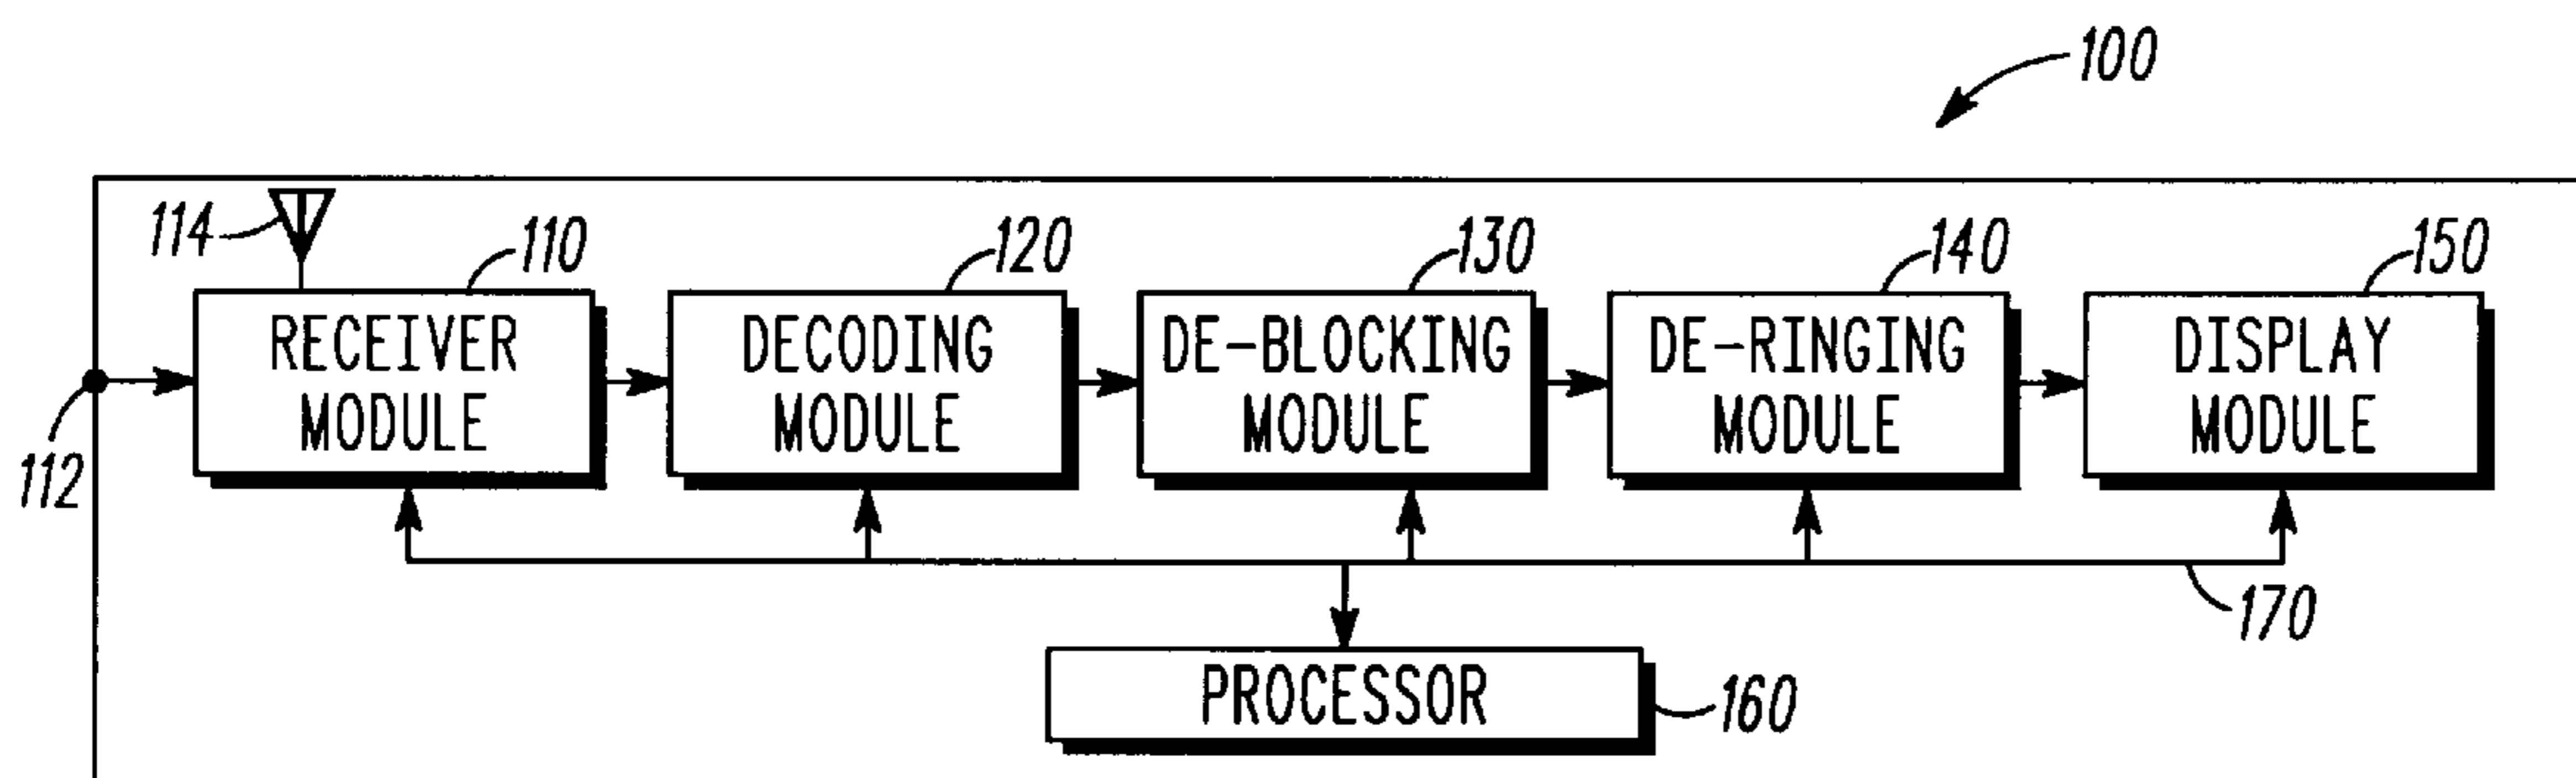 100
114
110
120
130
140
150
RECEIVER
MODULE
DECODING
MODULE
DE-BLOCKING
MODULE
DE-RINGING
MODULE
DISPLAY
MODULE
112
170
PROCESSOR
160